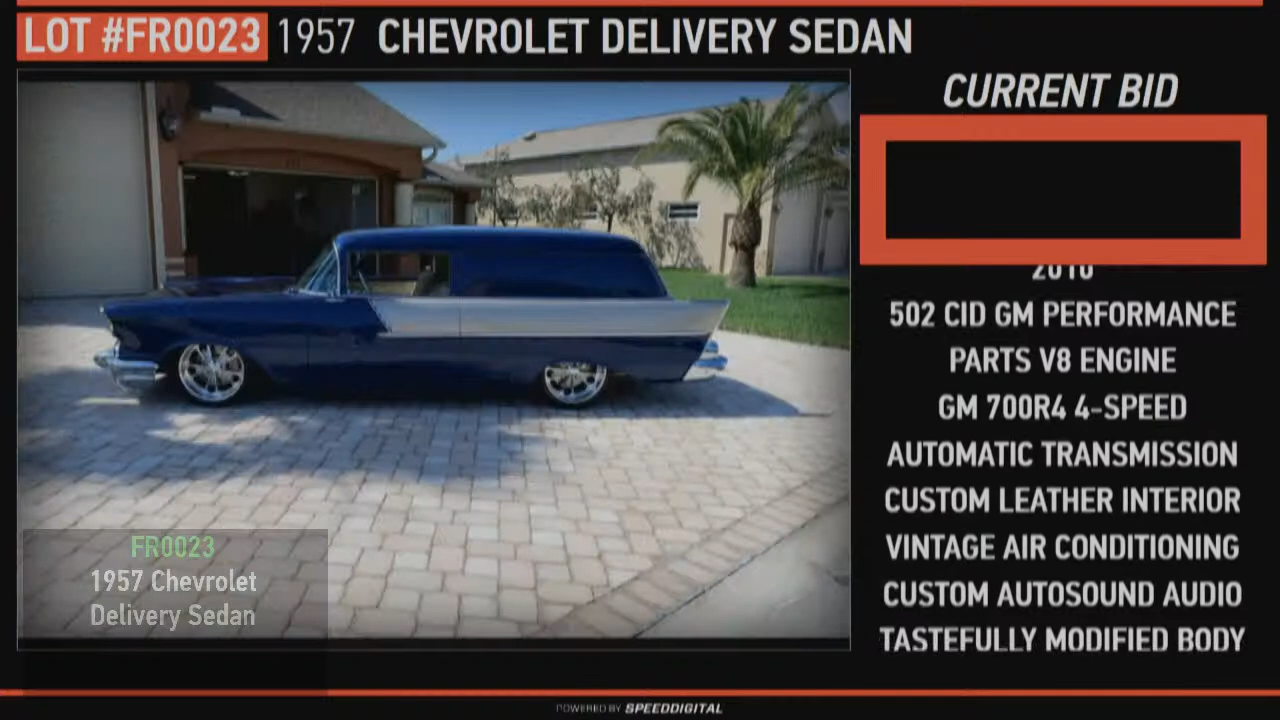 LOT #FR0023 1957 CHEVROLET DELIVERY SEDAN
CURRENT BID
2010
502 CID GM PERFORMANCE
PARTS V8 ENGINE
GM 700R4 4-SPEED
AUTOMATIC TRANSMISSION
CUSTOM LEATHER INTERIOR
VINTAGE AIR CONDITIONING
CUSTOM AUTOSOUND AUDIO
TASTEFULLY MODIFIED BODY
FR0023
1957 Chevrolet
Delivery Sedan
POWERED BY SPEEDDIGITAL